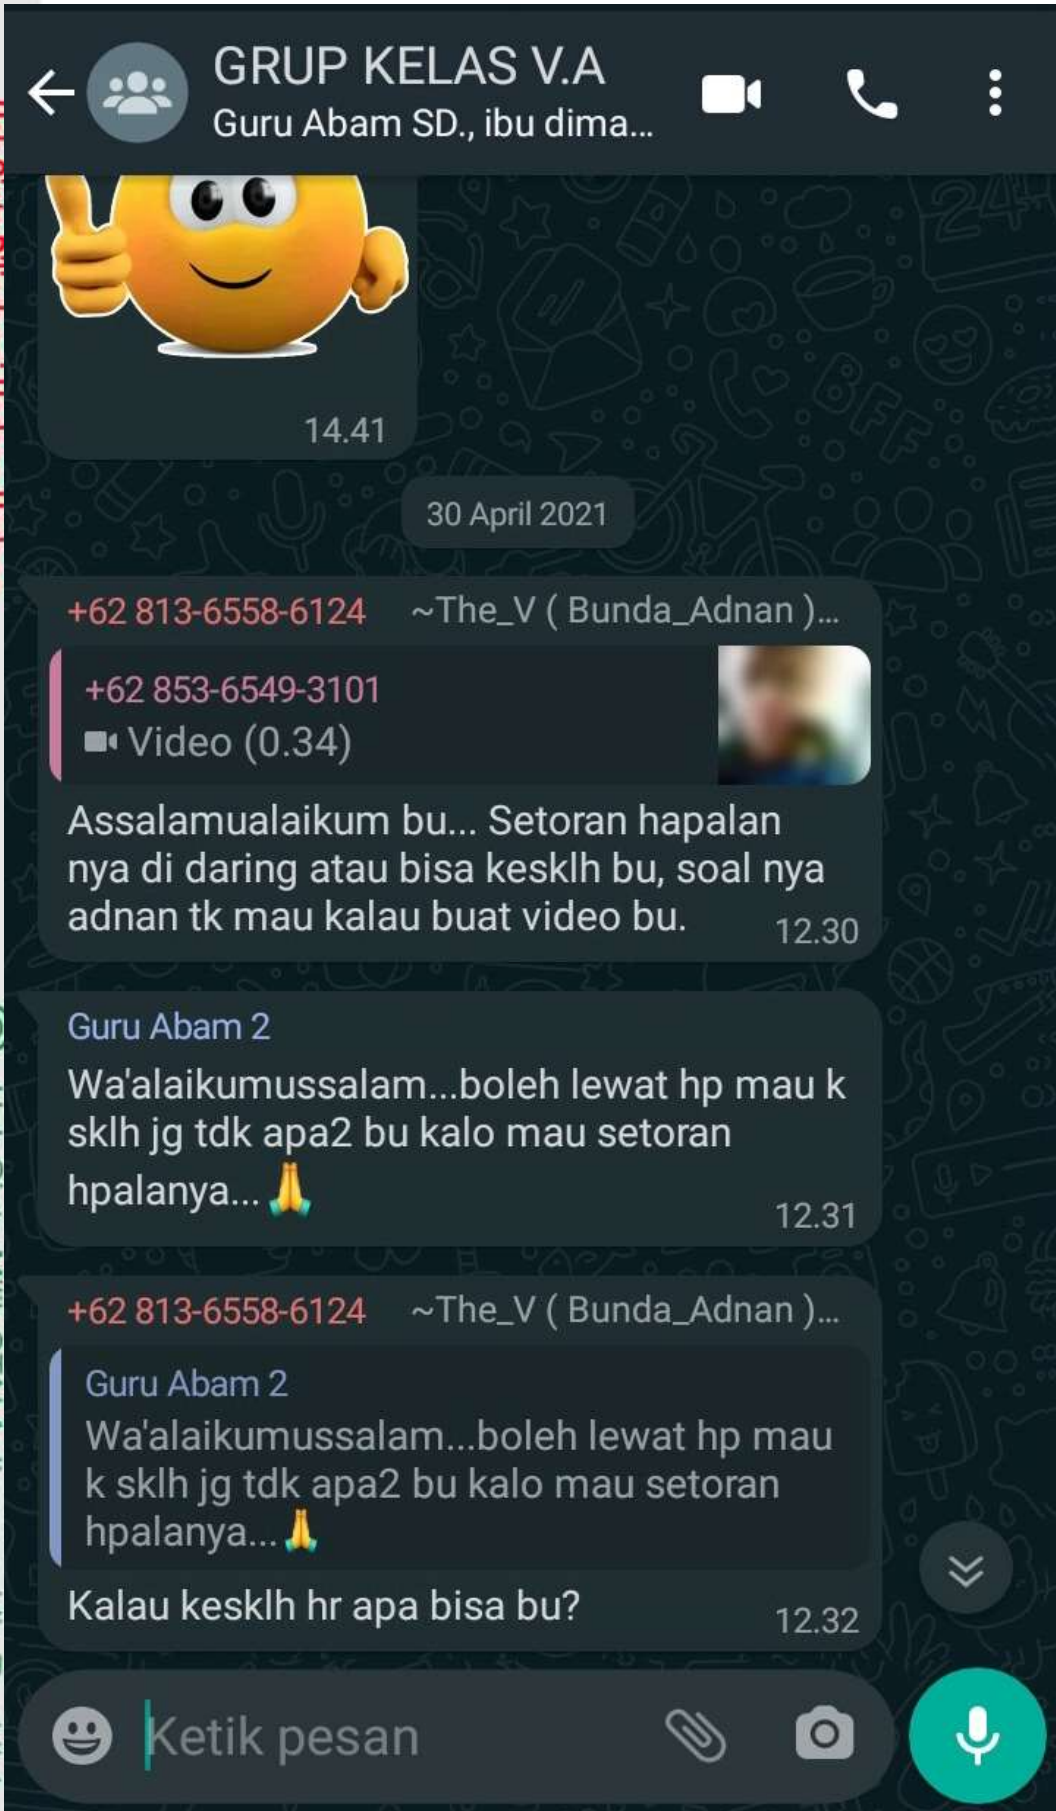 GRUP KELAS V.A
Guru Abam SD., ibu dima...
14.41
30 April 2021
+62 813-6558-6124 ~The_V ( Bunda_Adnan )...
+62 853-6549-3101
Video (0.34)
Assalamualaikum bu... Setoran hapalan
nya di daring atau bisa kesklh bu, soal nya
adnan tk mau kalau buat video bu.
12.30
Guru Abam 2
Wa'alaikumussalam...boleh lewat hp mau k
sklh jg tdk apa2 bu kalo mau setoran
hpalanya...🙏
12.31
+62 813-6558-6124 ~The_V ( Bunda_Adnan )...
Guru Abam 2
Wa'alaikumussalam...boleh lewat hp mau
k sklh jg tdk apa2 bu kalo mau setoran
hpalanya...🙏
Kalau kesklh hr apa bisa bu?
12.32
Ketik pesan